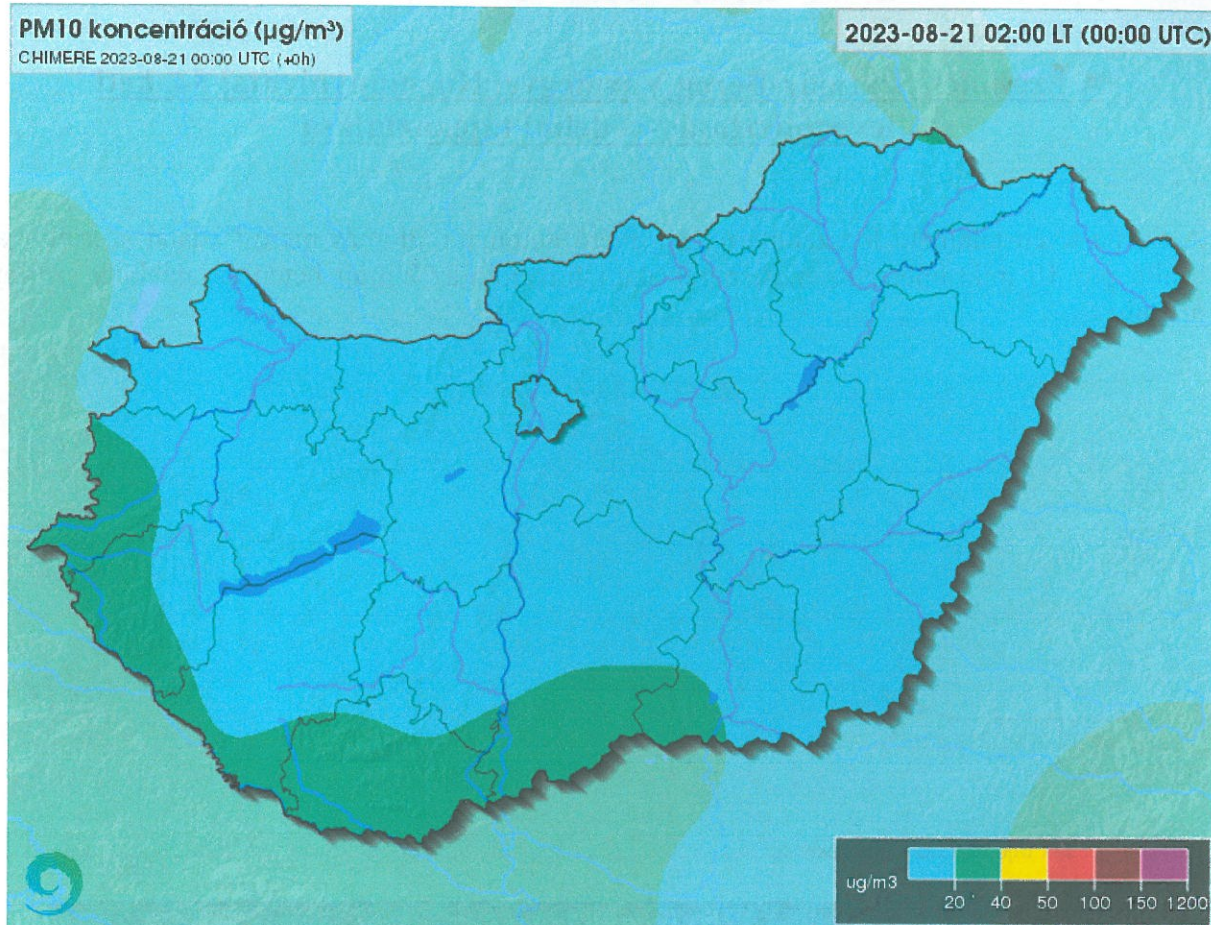 PM10 koncentráció (µg/m³)
CHIMERE 2023-08-21 00:00 UTC (+0h)
2023-08-21 02:00 LT (00:00 UTC)
ug/m3
20 40 50 100 150 1200